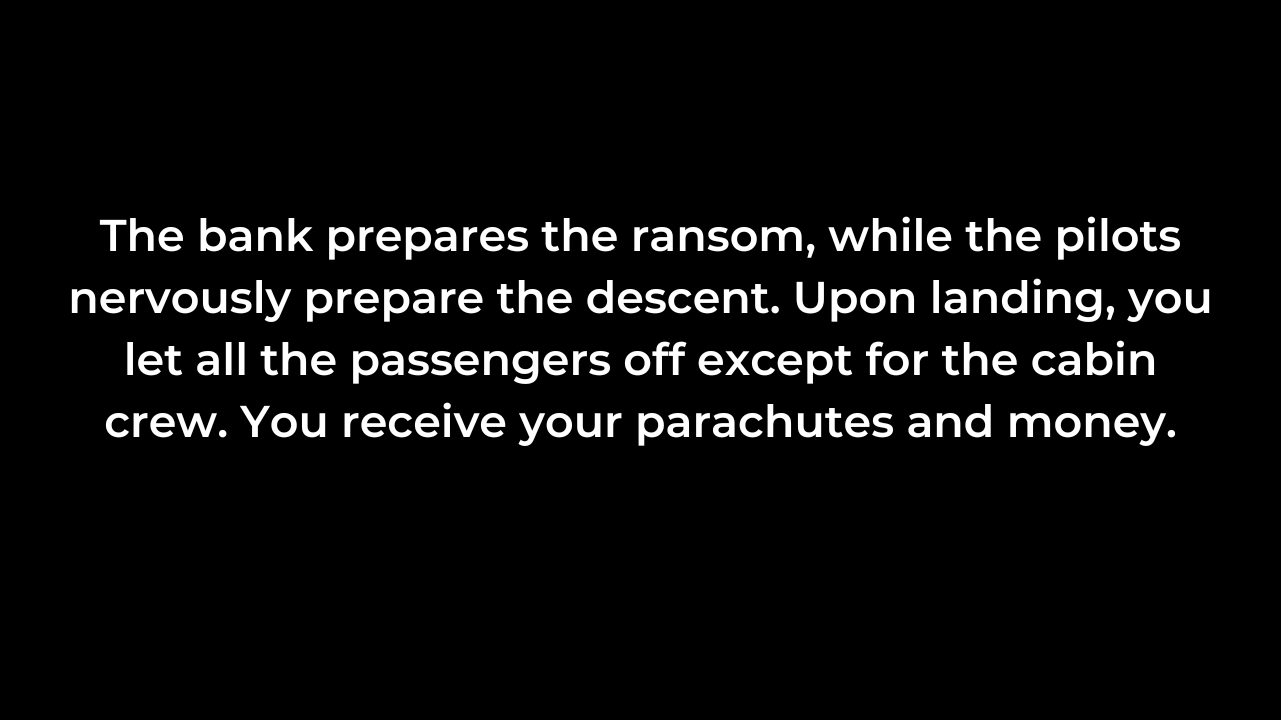 The bank prepares the ransom, while the pilots
nervously prepare the descent. Upon landing, you
let all the passengers off except for the cabin
crew. You receive your parachutes and money.